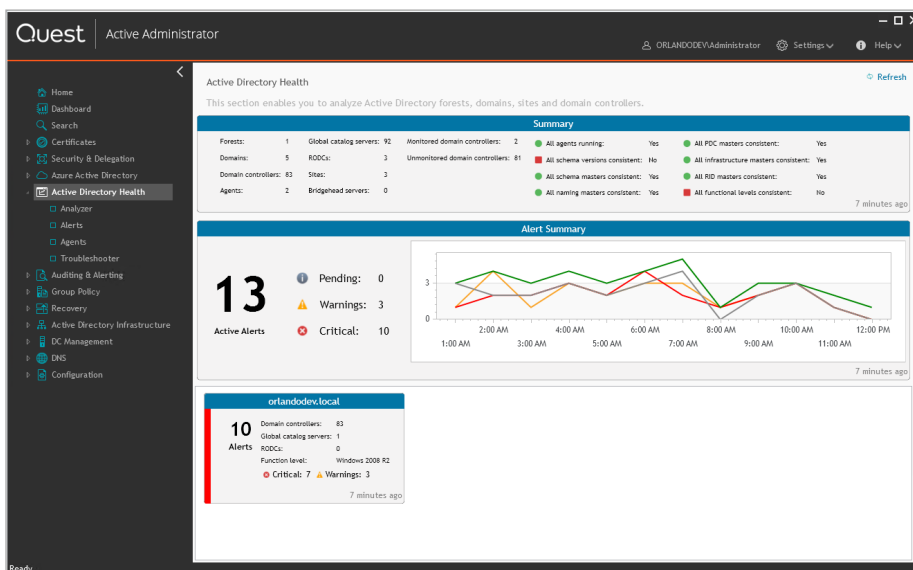 Quest Active Administrator
ORLANDODEV\Administrator Settings Help
Home
Dashboard
Search
Certificates
Security & Delegation
Azure Active Directory
Active Directory Health
Analyzer
Alerts
Agents
Troubleshooter
Auditing & Alerting
Group Policy
Recovery
Active Directory Infrastructure
DC Management
DNS
Configuration
Ready
Active Directory Health
Refresh
This section enables you to analyze Active Directory forests, domains, sites and domain controllers.
Summary
Forests: 1 Global catalog servers: 92 Monitored domain controllers: 2 All agents running: Yes All PDC masters consistent: Yes
Domains: 5 RODCs: 3 Unmonitored domain controllers: 81 All schema versions consistent: No All infrastructure masters consistent: Yes
Domain controllers: 83 Sites: 3 All schema masters consistent: Yes All RID masters consistent: Yes
Agents: 2 Bridgehead servers: 0 All naming masters consistent: Yes All functional levels consistent: No
7 minutes ago
Alert Summary
13
Active Alerts
Pending: 0
Warnings: 3
Critical: 10
3
0
2:00 AM 4:00 AM 6:00 AM 8:00 AM 10:00 AM 12:00 PM
1:00 AM 3:00 AM 5:00 AM 7:00 AM 9:00 AM 11:00 AM
7 minutes ago
orlandodev.local
10
Alerts
Domain controllers: 83
Global catalog servers: 1
RODCs: 0
Function level: Windows 2008 R2
Critical: 7 Warnings: 3
7 minutes ago